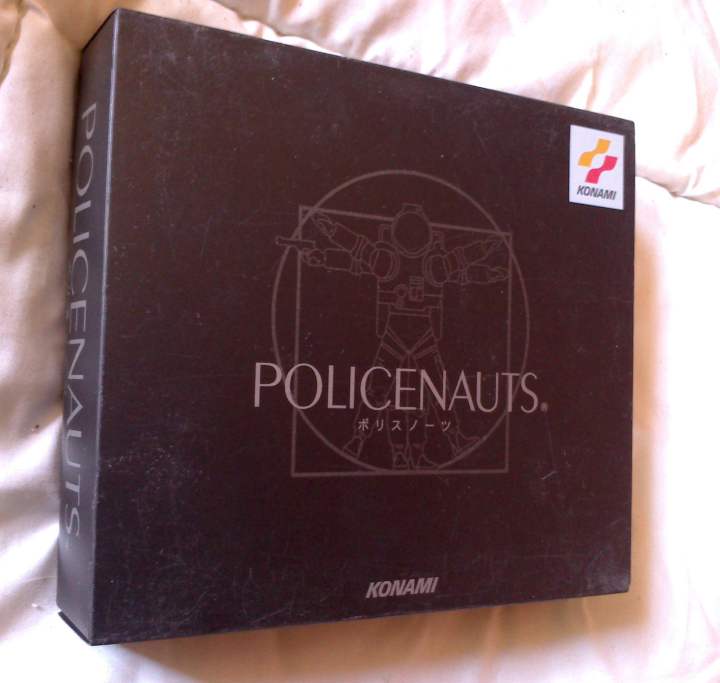 POLICENAUTS
KONAMI
POLICENAUTS®
ポリスノーツ
KONAMI